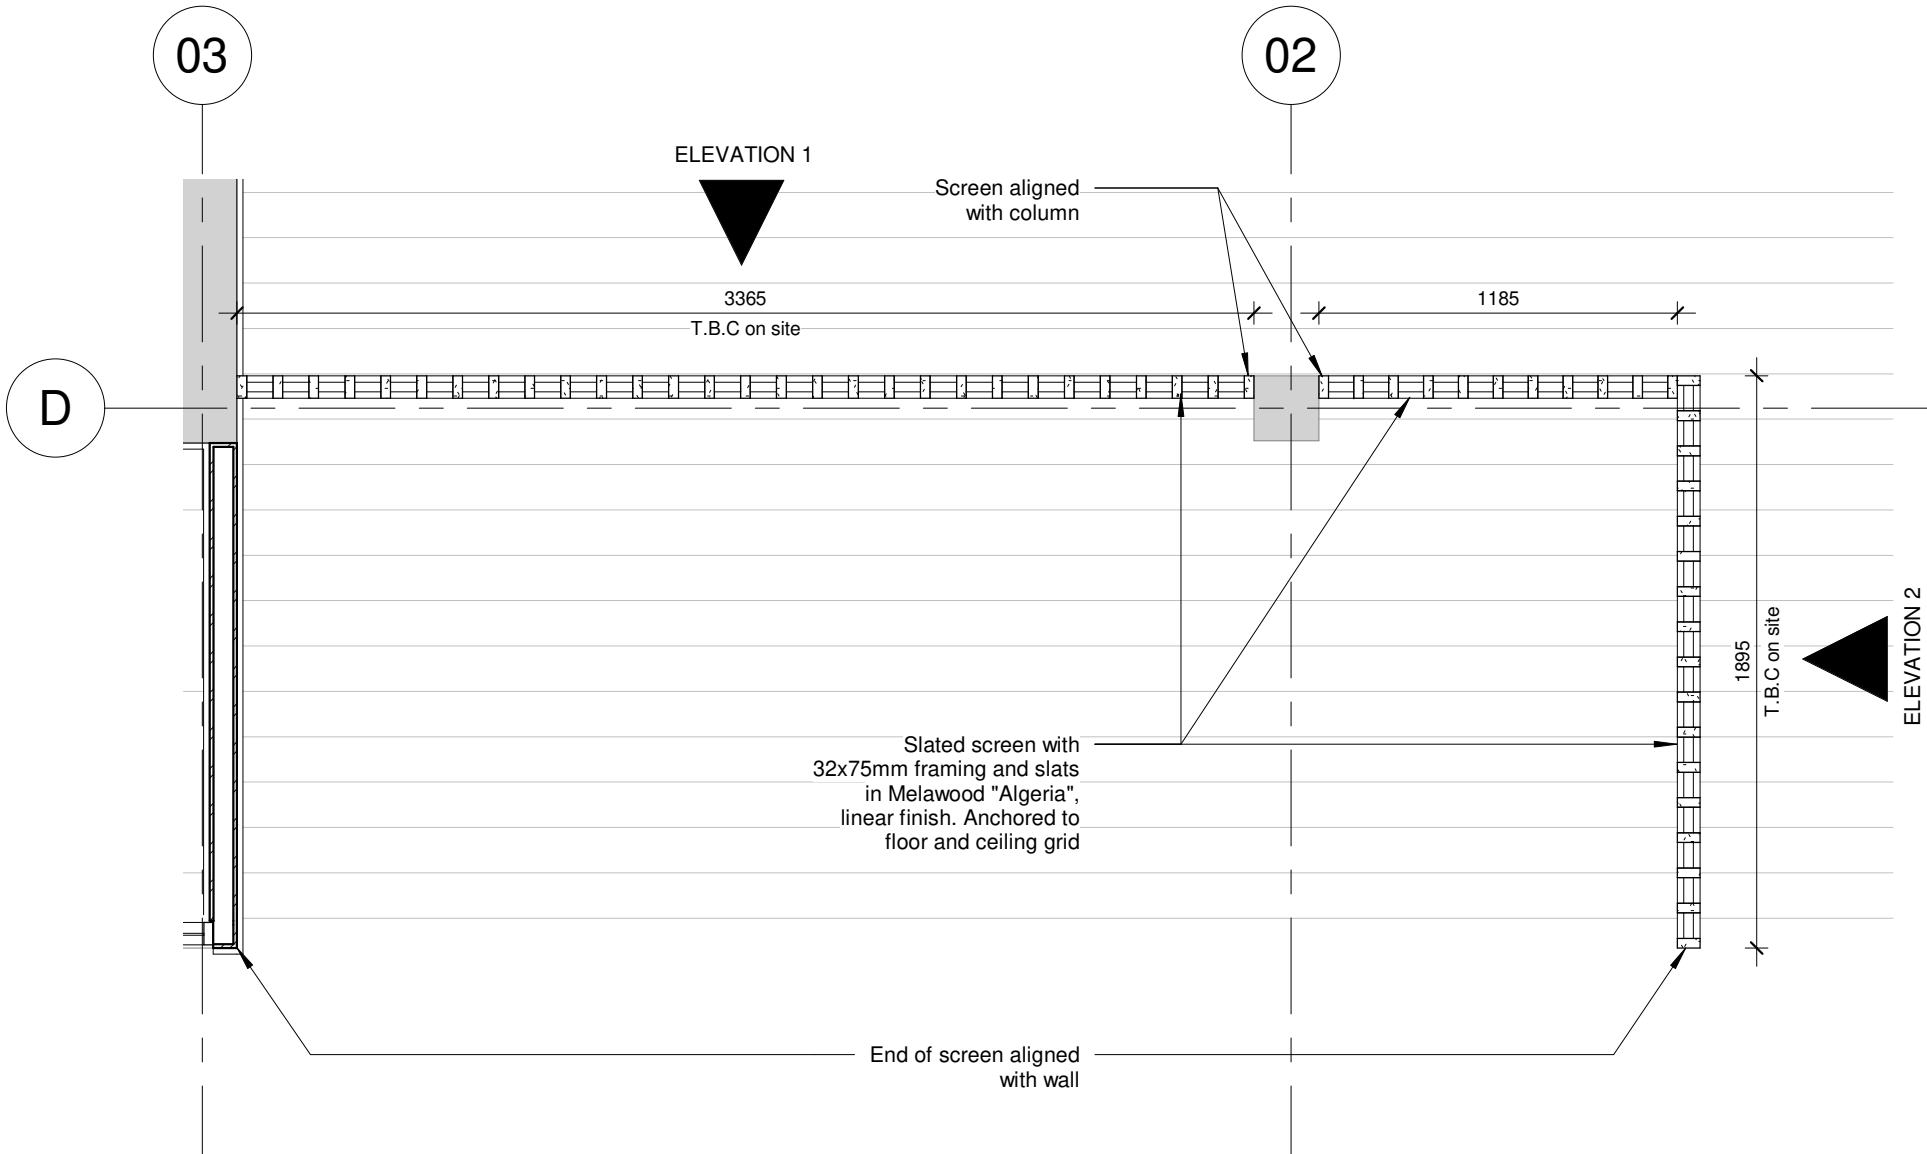 03
02
ELEVATION 1
Screen aligned
with column
3365
T.B.C on site
1185
D
1895
T.B.C on site
ELEVATION 2
Slated screen with
32x75mm framing and slats
in Melawood "Algeria",
linear finish. Anchored to
floor and ceiling grid
End of screen aligned
with wall